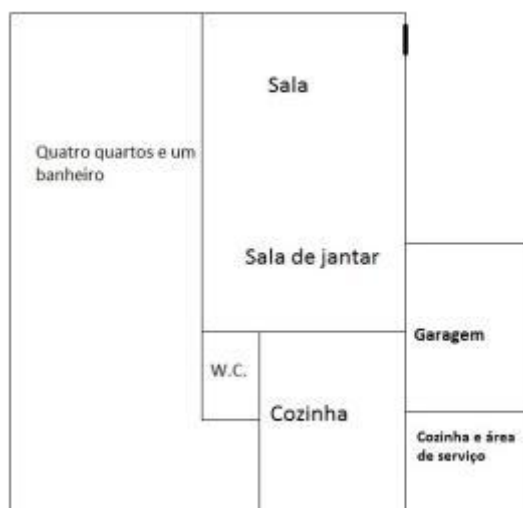 Sala
Quatro quartos e um
banheiro
Sala de jantar
Garagem
W.C.
Cozinha
Cozinha e área
de serviço